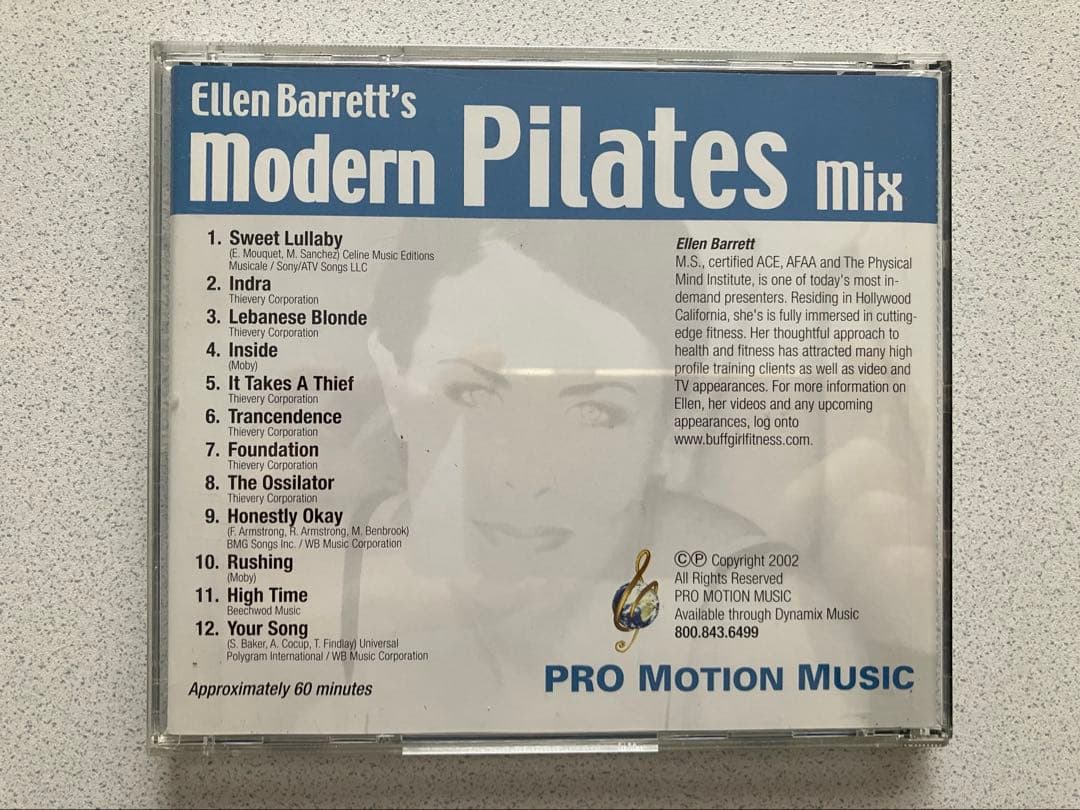 Ellen Barrett's
Modern Pilates mix
1. Sweet Lullaby
(E. Mouquet, M. Sanchez) Celine Music Editions
Musicale / Sony/ATV Songs LLC
2. Indra
Thievery Corporation
3. Lebanese Blonde
Thievery Corporation
4. Inside
(Moby)
5. It Takes A Thief
Thievery Corporation
6. Trancendence
Thievery Corporation
7. Foundation
Thievery Corporation
8. The Ossilator
Thievery Corporation
9. Honestly Okay
(F. Armstrong, R. Armstrong, M. Benbrook)
BMG Songs Inc. / WB Music Corporation
10. Rushing
(Moby)
11. High Time
Beechwod Music
12. Your Song
(S. Baker, A. Cocup, T. Findlay) Universal
Polygram International / WB Music Corporation
Approximately 60 minutes
Ellen Barrett
M.S., certified ACE, AFAA and The Physical
Mind Institute, is one of today's most in-
demand presenters. Residing in Hollywood
California, she's is fully immersed in cutting-
edge fitness. Her thoughtful approach to
health and fitness has attracted many high
profile training clients as well as video and
TV appearances. For more information on
Ellen, her videos and any upcoming
appearances, log onto
www.buffgirlfitness.com.
©℗ Copyright 2002
All Rights Reserved
PRO MOTION MUSIC
Available through Dynamix Music
800.843.6499
PRO MOTION MUSIC